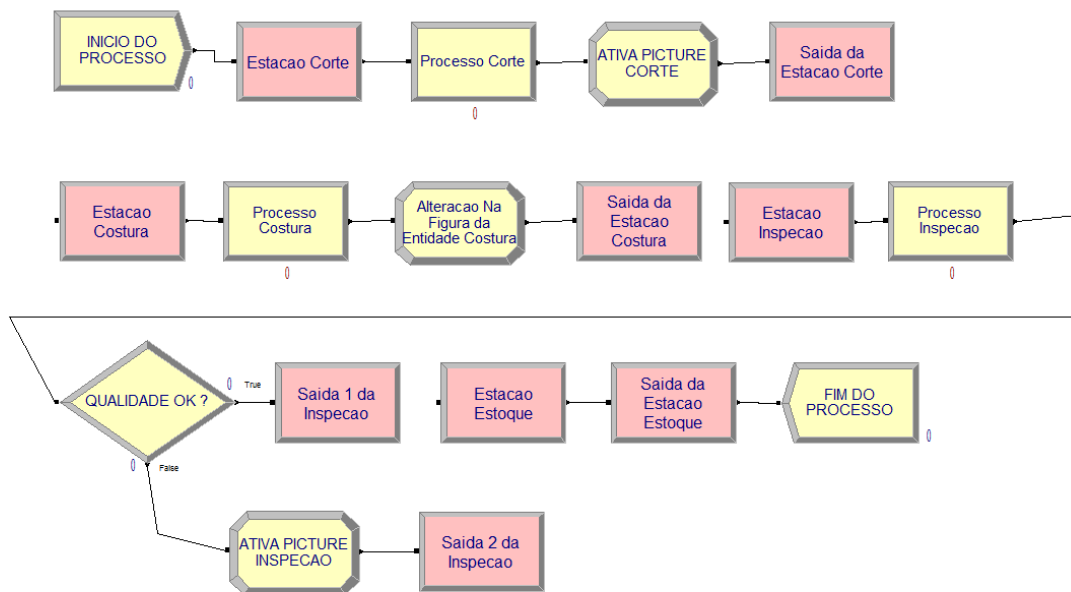 INICIO DO
PROCESSO
Estacao Corte
Processo Corte
ATIVA PICTURE
CORTE
Saida da
Estacao Corte
0
0
Estacao
Costura
Processo
Costura
Alteracao Na
Figura da
Entidade Costura
Saida da
Estacao
Costura
Estacao
Inspecao
Processo
Inspecao
0
0
QUALIDADE OK ?
0
True
0
False
Saida 1 da
Inspecao
Estacao
Estoque
Saida da
Estacao
Estoque
FIM DO
PROCESSO
0
ATIVA PICTURE
INSPECAO
Saida 2 da
Inspecao